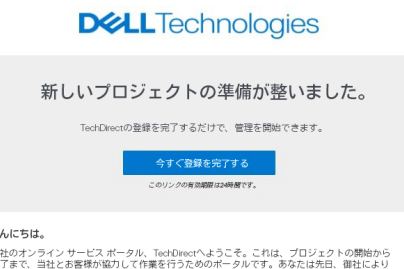 DELLTechnologies
新しいプロジェクトの準備が整いました。
TechDirectの登録を完了するだけで、管理を開始できます。
今すぐ登録を完了する
このリンクの有効期限は24時間です。
んにちは。
社のオンライン サービス ポータル、TechDirectへようこそ。これは、プロジェクトの開始から
了まで、当社とお客様が協力して作業を行うためのポータルです。あなたは先日、御社により